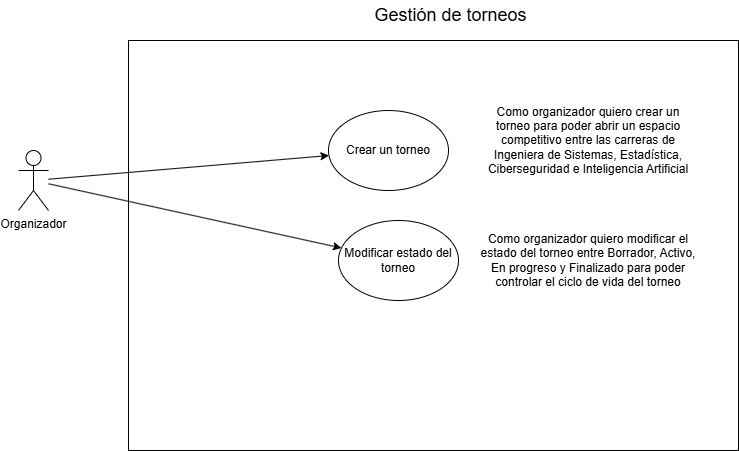 Gestión de torneos
Como organizador quiero crear un
torneo para poder abrir un espacio
competitivo entre las carreras de
Ingeniera de Sistemas, Estadística,
Ciberseguridad e Inteligencia Artificial
Crear un torneo
Organizador
Como organizador quiero modificar el
estado del torneo entre Borrador, Activo,
En progreso y Finalizado para poder
controlar el ciclo de vida del torneo
Modificar estado del
torneo